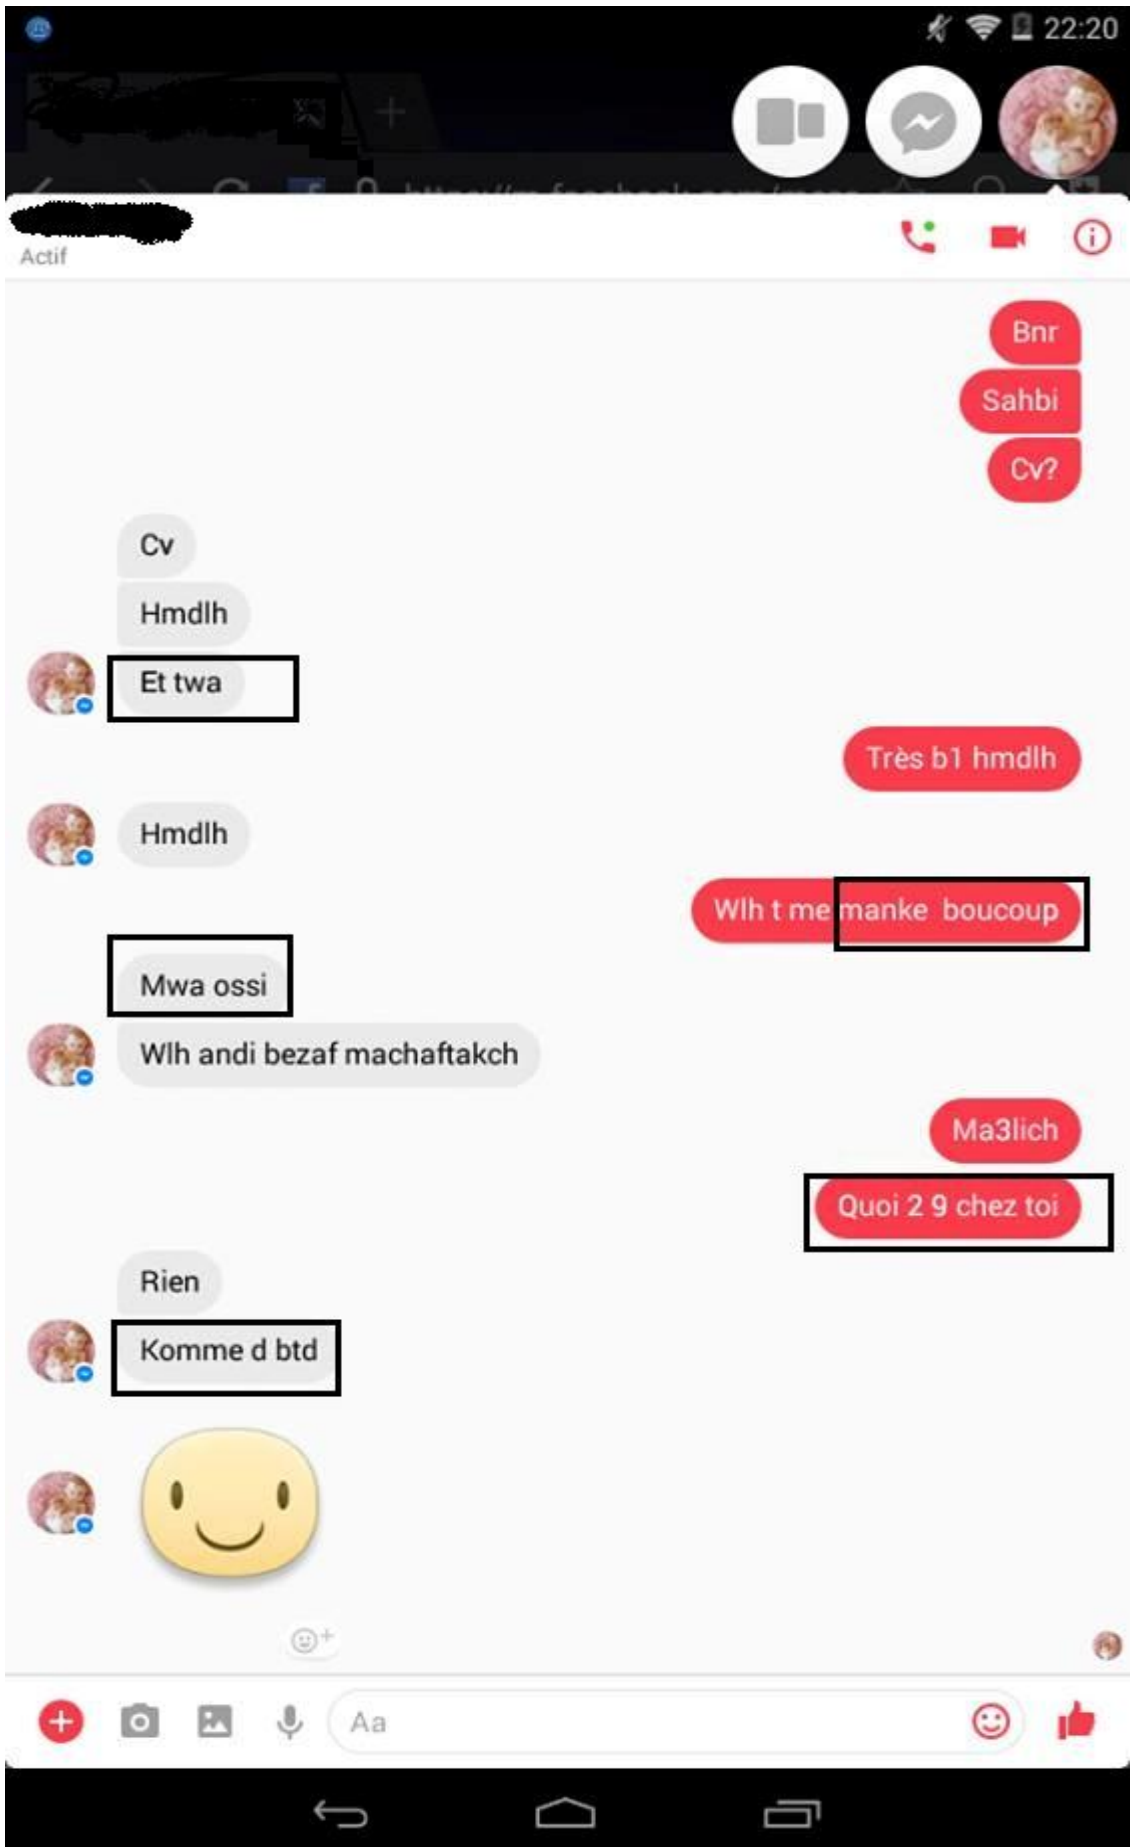 22:20
Actif
Bnr
Sahbi
Cv?
Cv
Hmdlh
Et twa
Très b1 hmdlh
Hmdlh
Wlh t me manke boucoup
Mwa ossi
Wlh andi bezaf machaftakch
Ma3lich
Quoi 2 9 chez toi
Rien
Komme d btd
Aa